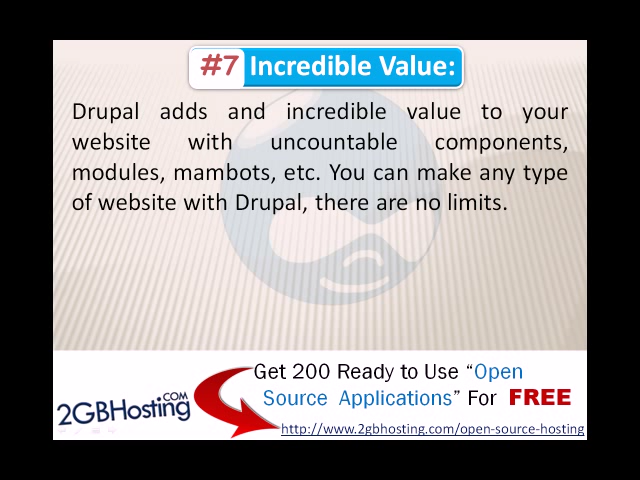 #7 Incredible Value:
Drupal adds and incredible value to your
website with uncountable components,
modules, mambots, etc. You can make any type
of website with Drupal, there are no limits.
Get 200 Ready to Use “Open
Source Applications” For FREE
2GBHosting.COM
http://www.2gbhosting.com/open-source-hosting